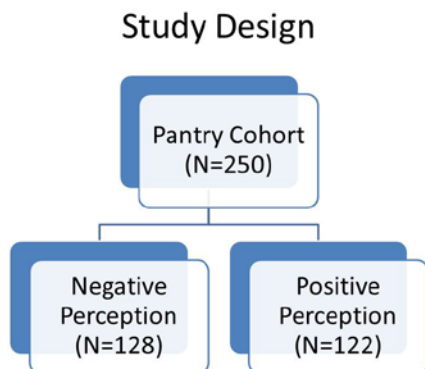 Study Design
Pantry Cohort
(N=250)
Negative
Perception
(N=128)
Positive
Perception
(N=122)